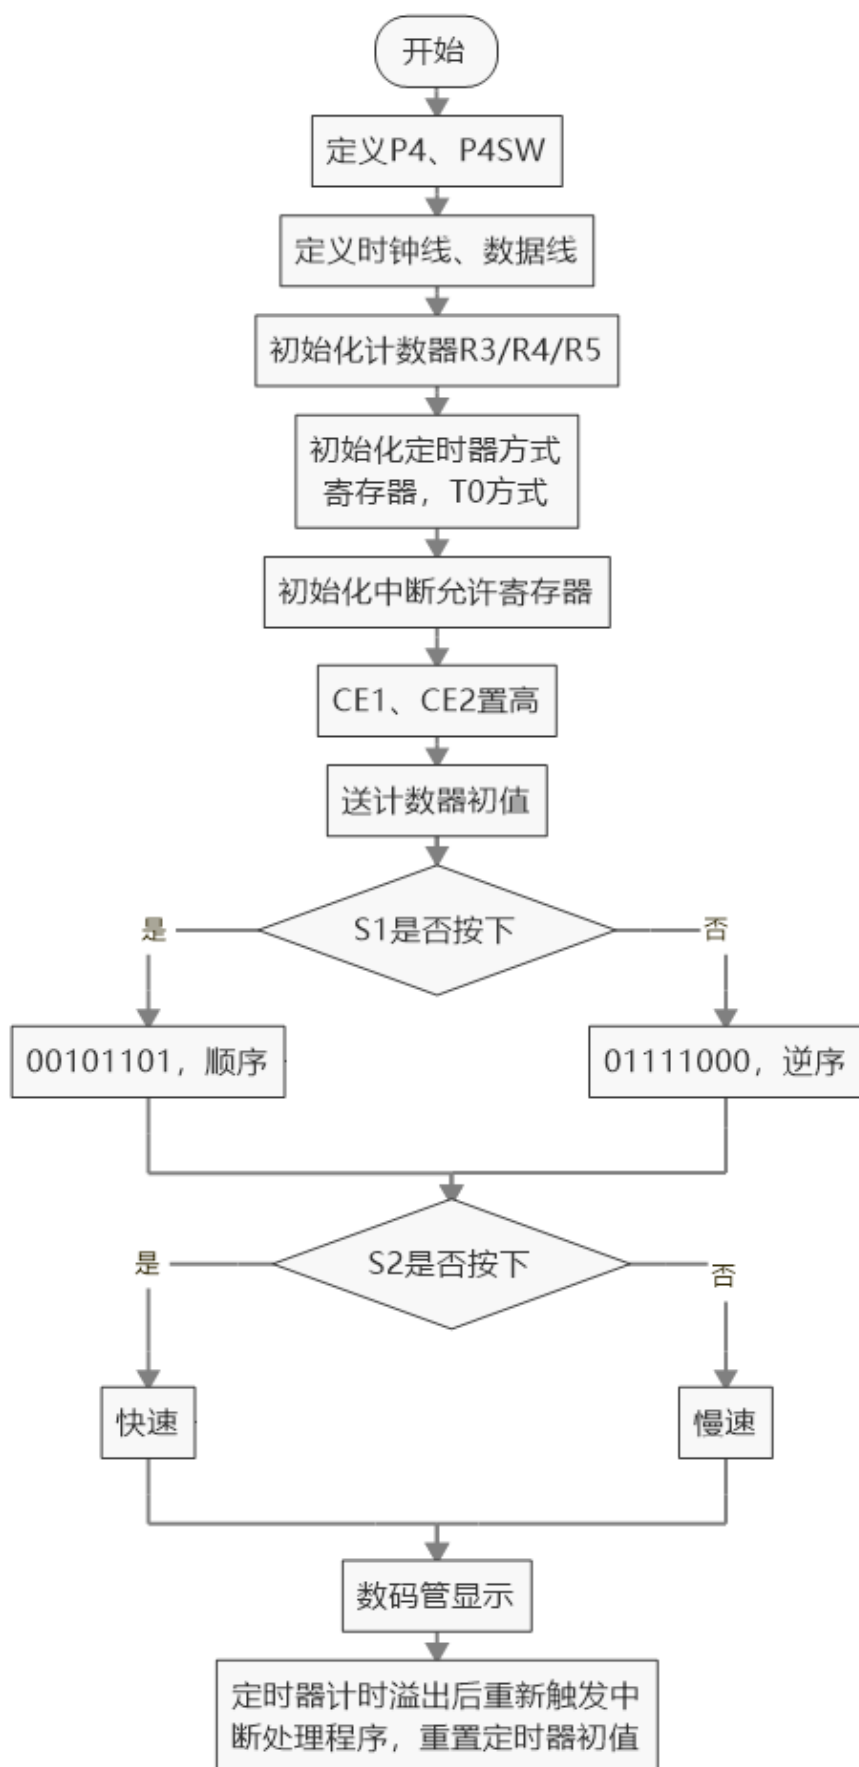 开始
定义P4、P4SW
定义时钟线、数据线
初始化计数器R3/R4/R5
初始化定时器方式
寄存器，T0方式
初始化中断允许寄存器
CE1、CE2置高
送计数器初值
S1是否按下
是
否
00101101，顺序
01111000，逆序
S2是否按下
是
否
快速
慢速
数码管显示
定时器计时溢出后重新触发中
断处理程序，重置定时器初值